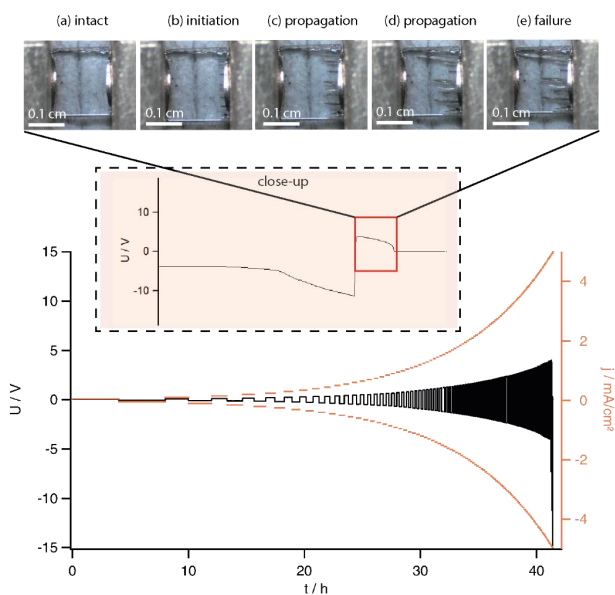 (a) intact (b) initiation (c) propagation (d) propagation (e) failure
0.1 cm 0.1 cm 0.1 cm 0.1 cm 0.1 cm
close-up
10
0
-10
U / V
15
10
5
0
-5
-10
-15
U / V
4
2
0
-2
-4
j / mA/cm²
0 10 20 30 40
t / h